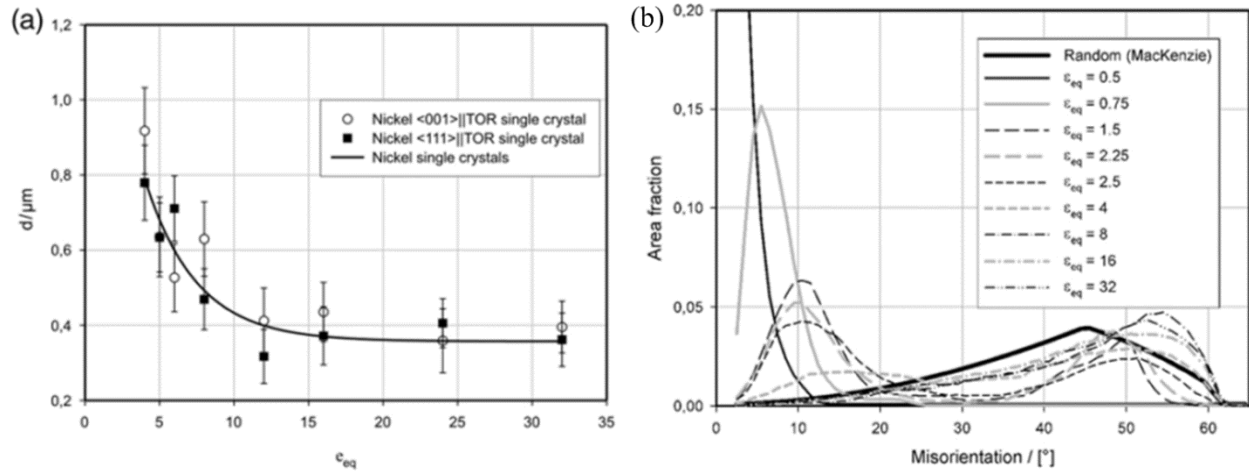 (a)
1,2
1,0
0,8
0,6
0,4
0,2
d/µm
0 5 10 15 20 25 30 35
e_eq
Nickel <001>||TOR single crystal
Nickel <111>||TOR single crystal
Nickel single crystals
(b)
0,20
0,15
0,10
0,05
0,00
Area fraction
0 10 20 30 40 50 60
Misorientation / [°]
Random (MacKenzie)
ε_eq = 0.5
ε_eq = 0.75
ε_eq = 1.5
ε_eq = 2.25
ε_eq = 2.5
ε_eq = 4
ε_eq = 8
ε_eq = 16
ε_eq = 32